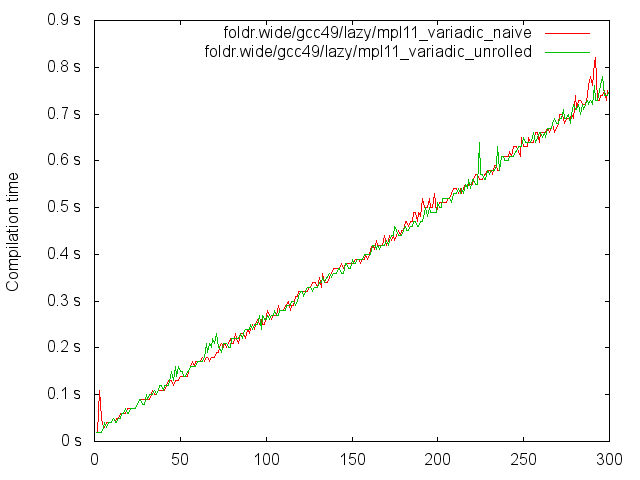 foldr.wide/gcc49/lazy/mpl11_variadic_naive
foldr.wide/gcc49/lazy/mpl11_variadic_unrolled
Compilation time
0.9 s
0.8 s
0.7 s
0.6 s
0.5 s
0.4 s
0.3 s
0.2 s
0.1 s
0 s
0 50 100 150 200 250 300